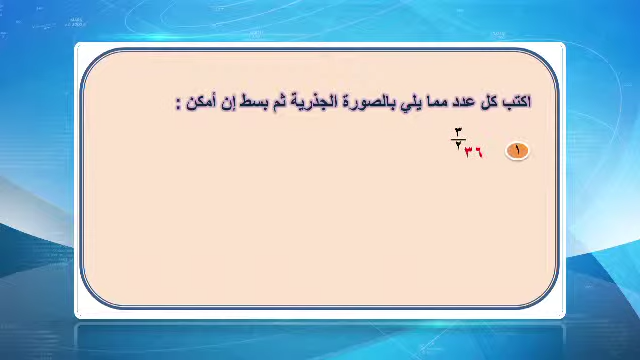 اكتب كل عدد مما يلي بالصورة الجذرية ثم بسط إن أمكن :
١ ٣٦
٣
٢